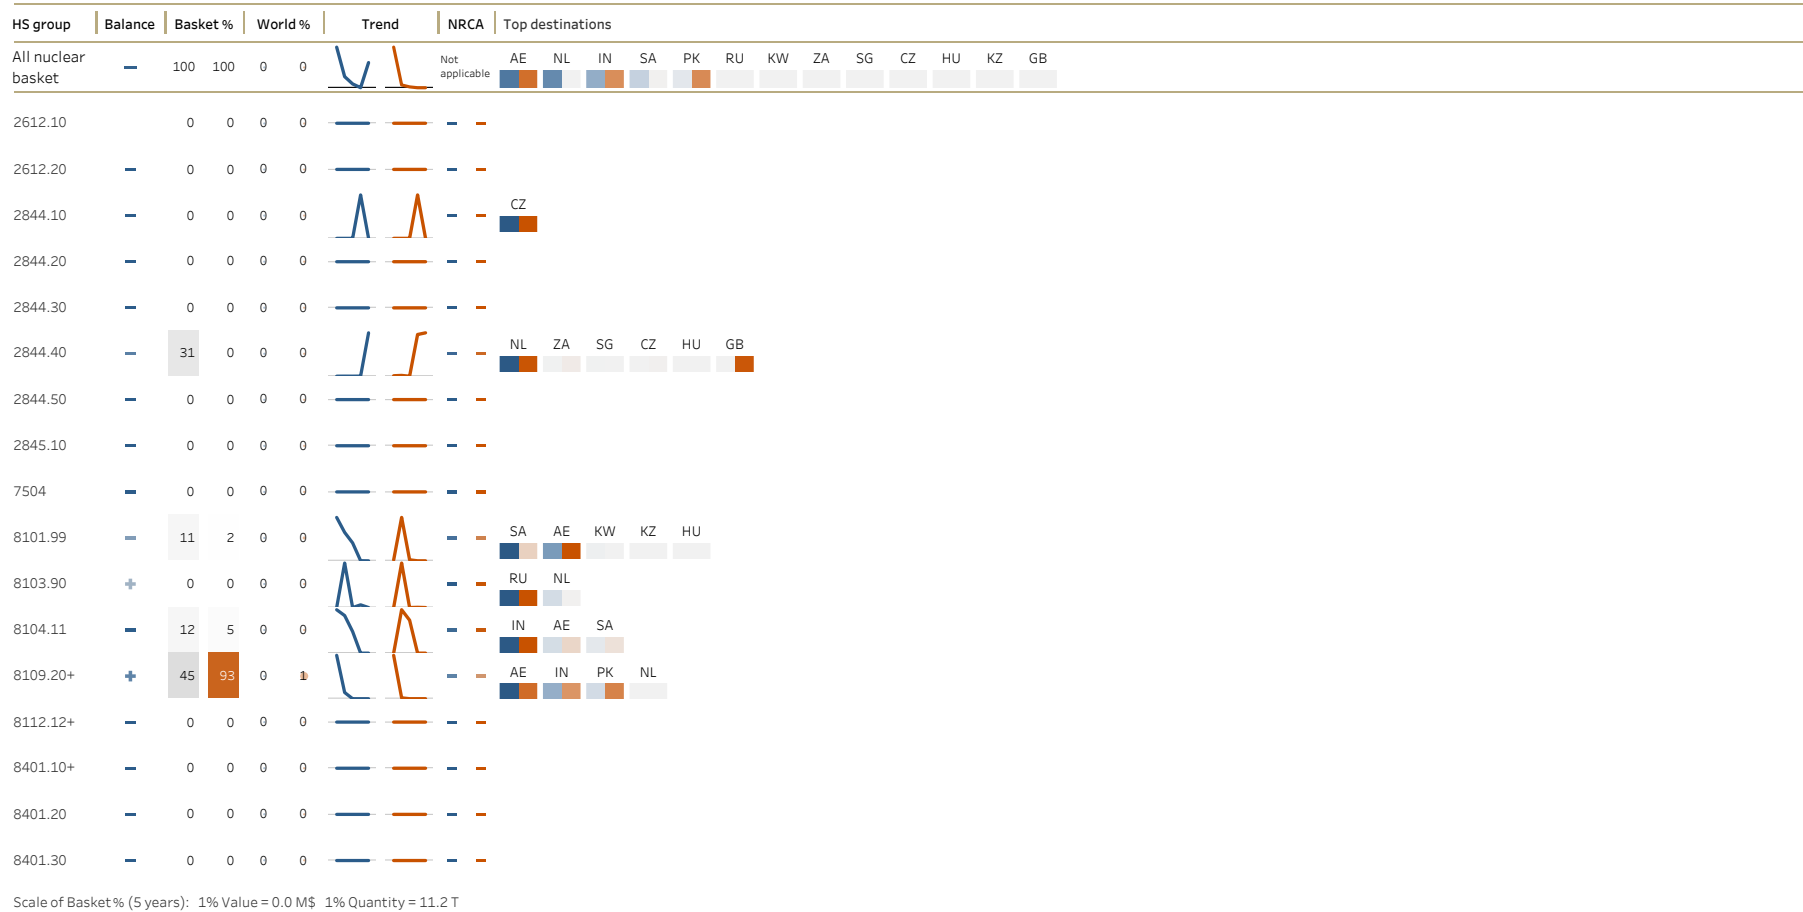 HS group Balance Basket % World % Trend NRCA Top destinations
All nuclear basket 100 100 0 0 Not applicable AE NL IN SA PK RU KW ZA SG CZ HU KZ GB
2612.10 0 0 0 0
2612.20 0 0 0 0
2844.10 0 0 0 0 CZ
2844.20 0 0 0 0
2844.30 0 0 0 0
2844.40 31 0 0 0 NL ZA SG CZ HU GB
2844.50 0 0 0 0
2845.10 0 0 0 0
7504 0 0 0 0
8101.99 11 2 0 0 SA AE KW KZ HU
8103.90 0 0 0 0 RU NL
8104.11 12 5 0 0 IN AE SA
8109.20+ 45 93 0 1 AE IN PK NL
8112.12+ 0 0 0 0
8401.10+ 0 0 0 0
8401.20 0 0 0 0
8401.30 0 0 0 0
Scale of Basket% (5 years): 1% Value = 0.0 M$ 1% Quantity = 11.2 T